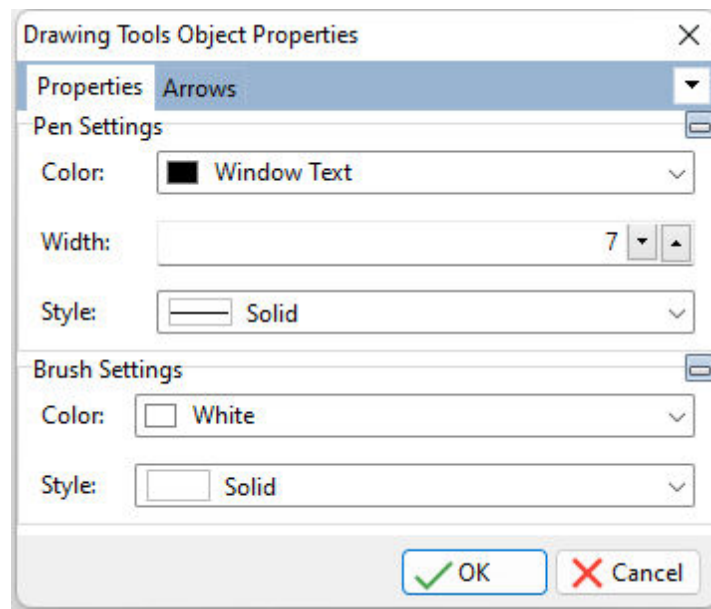 Drawing Tools Object Properties
Properties Arrows
Pen Settings
Color: Window Text
Width: 7
Style: Solid
Brush Settings
Color: White
Style: Solid
OK Cancel